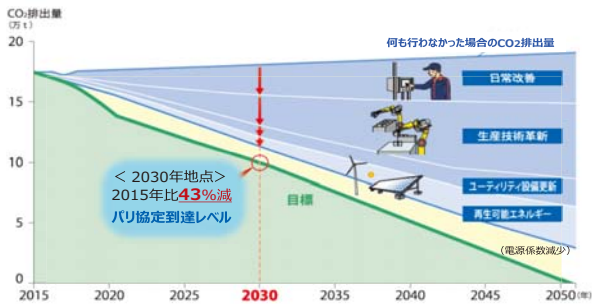 CO₂排出量
(万t)
何も行わなかった場合のCO2排出量
20
15
10
5
0
日常改善
生産技術革新
ユーティリティ設備更新
再生可能エネルギー
(電源係数減少)
＜ 2030年地点＞
2015年比43%減
パリ協定到達レベル
目標
2015
2020
2025
2030
2035
2040
2045
2050 (年)